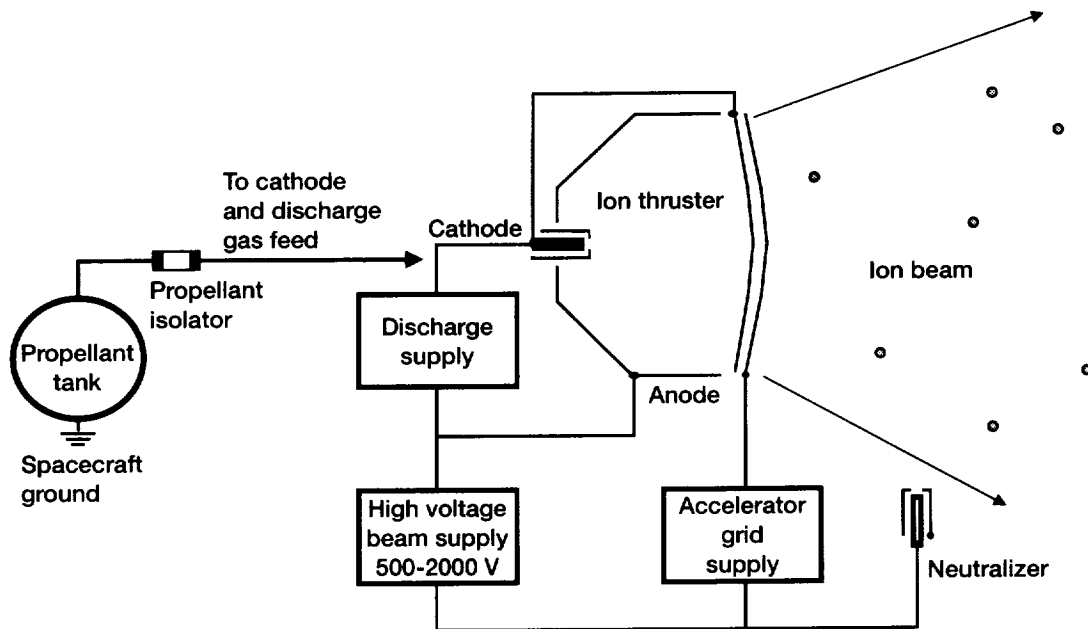 To cathode
and discharge
gas feed
Cathode
Ion thruster
Ion beam
Propellant
isolator
Propellant
tank
Discharge
supply
Anode
Spacecraft
ground
High voltage
beam supply
500-2000 V
Accelerator
grid
supply
Neutralizer